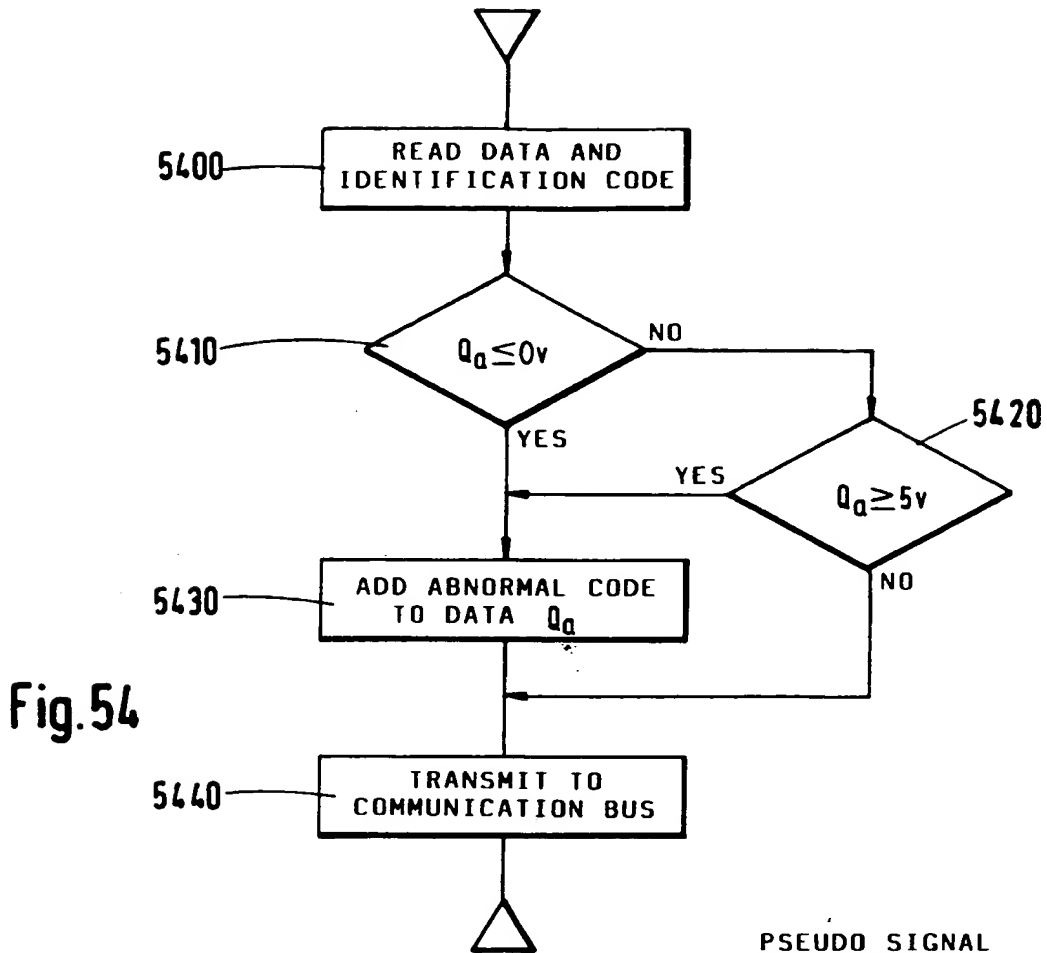 5400
READ DATA AND
IDENTIFICATION CODE
5410
Qa≤0v
NO
YES
5420
YES
Qa≥5v
NO
5430
ADD ABNORMAL CODE
TO DATA Qa
Fig.54
5440
TRANSMIT TO
COMMUNICATION BUS
PSEUDO SIGNAL